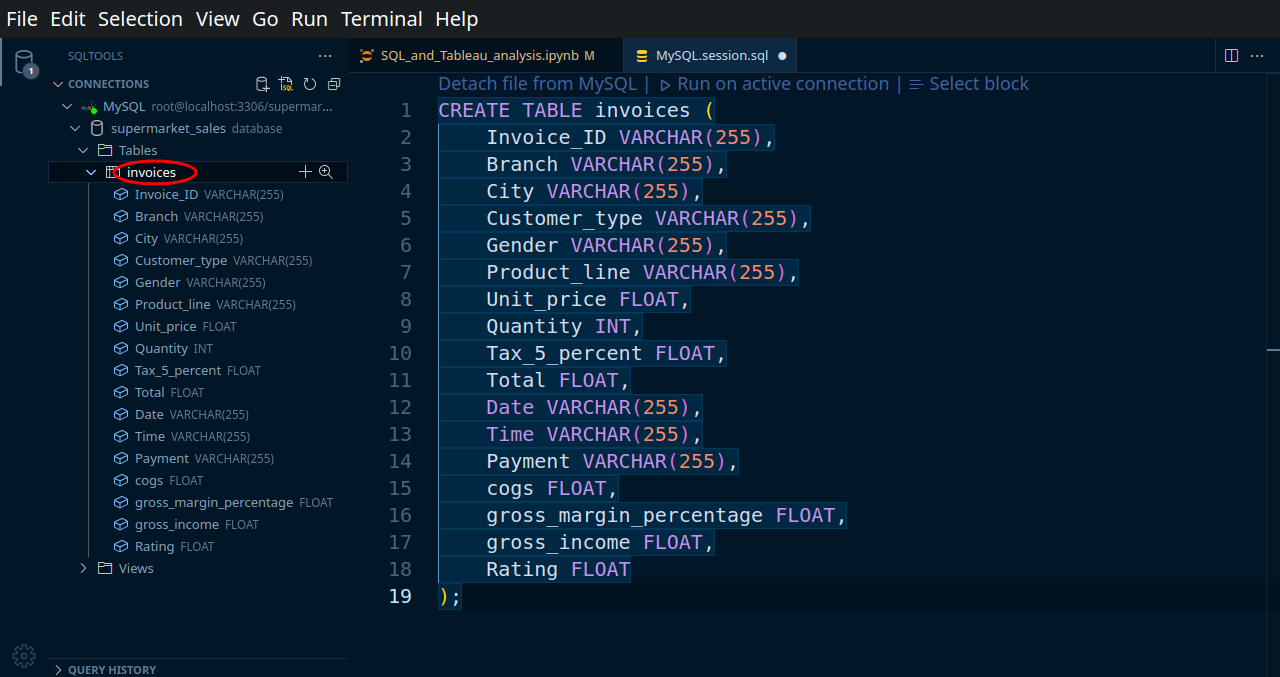 File Edit Selection View Go Run Terminal Help
SQLTOOLS ...
SQL_and_Tableau_analysis.ipynb M
MySQL.session.sql ●
1
CONNECTIONS
MySQL root@localhost:3306/supermar...
supermarket_sales database
Tables
invoices
Invoice_ID VARCHAR(255)
Branch VARCHAR(255)
City VARCHAR(255)
Customer_type VARCHAR(255)
Gender VARCHAR(255)
Product_line VARCHAR(255)
Unit_price FLOAT
Quantity INT
Tax_5_percent FLOAT
Total FLOAT
Date VARCHAR(255)
Time VARCHAR(255)
Payment VARCHAR(255)
cogs FLOAT
gross_margin_percentage FLOAT
gross_income FLOAT
Rating FLOAT
Views
QUERY HISTORY
Detach file from MySQL | ▷ Run on active connection | Select block
1 CREATE TABLE invoices (
2     Invoice_ID VARCHAR(255),
3     Branch VARCHAR(255),
4     City VARCHAR(255),
5     Customer_type VARCHAR(255),
6     Gender VARCHAR(255),
7     Product_line VARCHAR(255),
8     Unit_price FLOAT,
9     Quantity INT,
10     Tax_5_percent FLOAT,
11     Total FLOAT,
12     Date VARCHAR(255),
13     Time VARCHAR(255),
14     Payment VARCHAR(255),
15     cogs FLOAT,
16     gross_margin_percentage FLOAT,
17     gross_income FLOAT,
18     Rating FLOAT
19 );